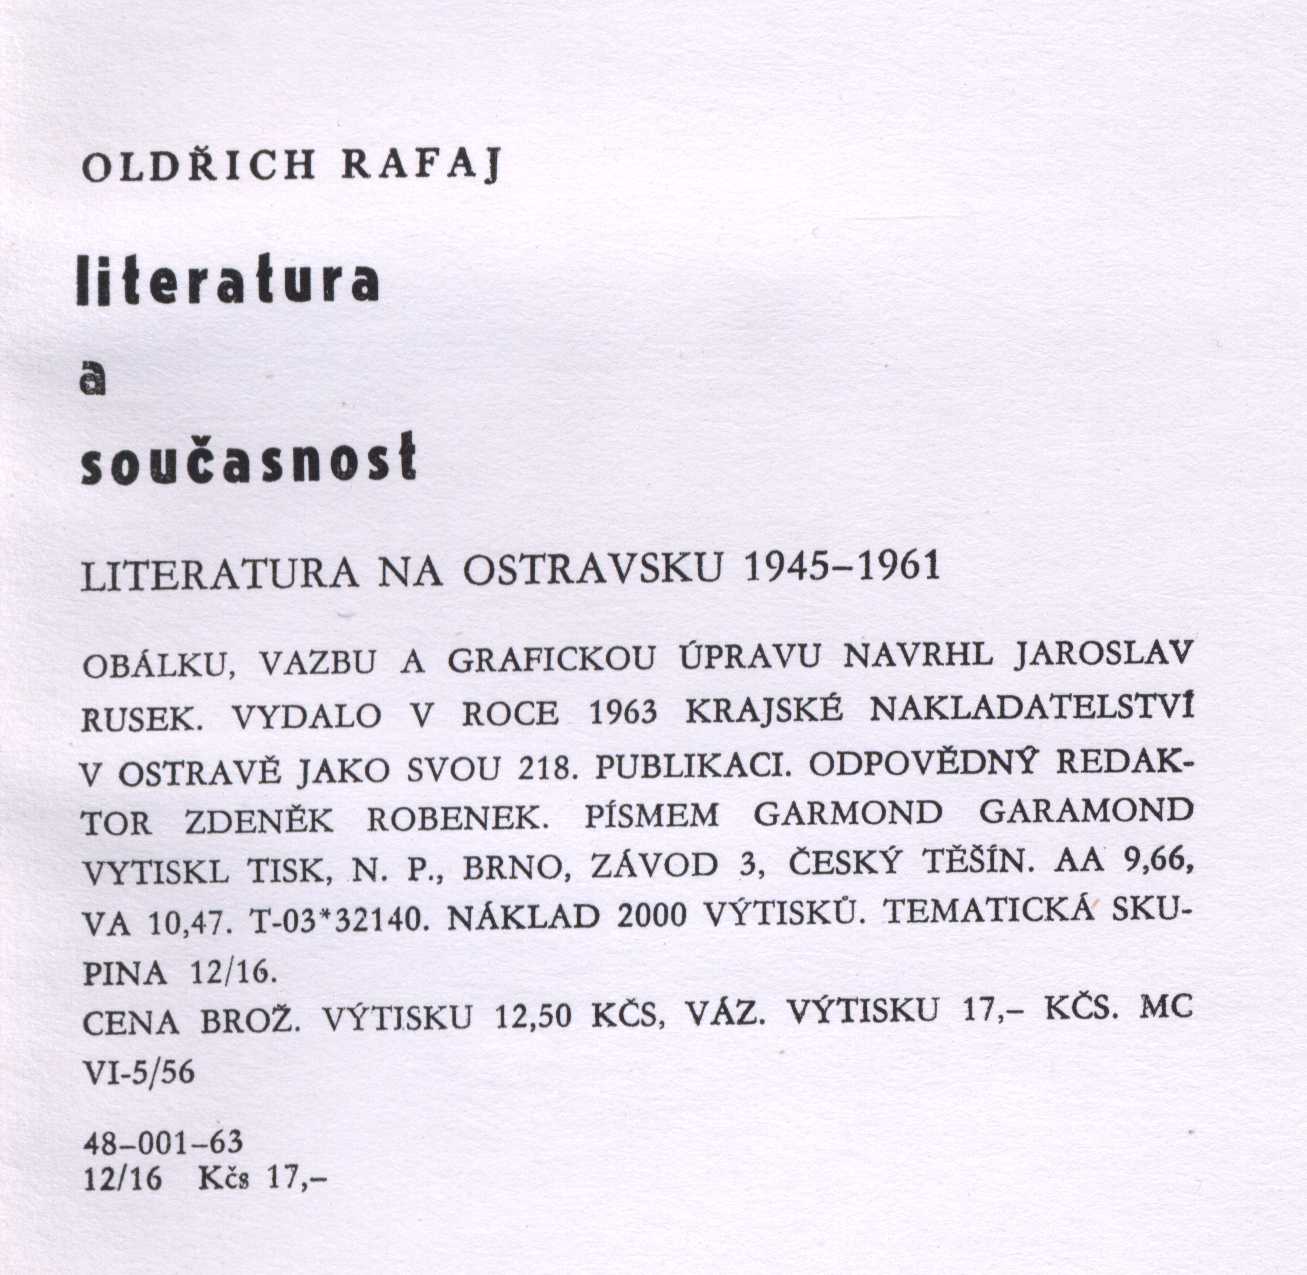 OLDŘICH RAFAJ
literatura
a
současnost
LITERATURA NA OSTRAVSKU 1945–1961
OBÁLKU, VAZBU A GRAFICKOU ÚPRAVU NAVRHL JAROSLAV
RUSEK. VYDALO V ROCE 1963 KRAJSKÉ NAKLADATELSTVÍ
V OSTRAVĚ JAKO SVOU 218. PUBLIKACI. ODPOVĚDNÝ REDAK-
TOR ZDENĚK ROBENEK. PÍSMEM GARMOND GARAMOND
VYTISKL TISK, N. P., BRNO, ZÁVOD 3, ČESKÝ TĚŠÍN. AA 9,66,
VA 10,47. T-03*32140. NÁKLAD 2000 VÝTISKŮ. TEMATICKÁ SKU-
PINA 12/16.
CENA BROŽ. VÝTISKU 12,50 KČS, VÁZ. VÝTISKU 17,– KČS. MC
VI-5/56
48–001–63
12/16 Kčs 17,–